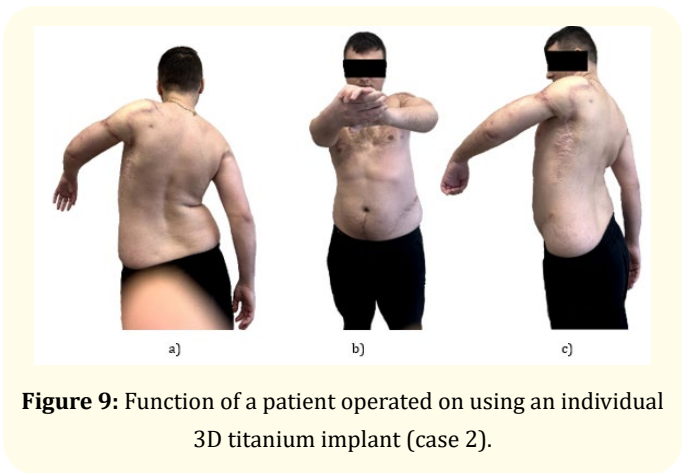 a)
b)
c)
Figure 9: Function of a patient operated on using an individual
3D titanium implant (case 2).